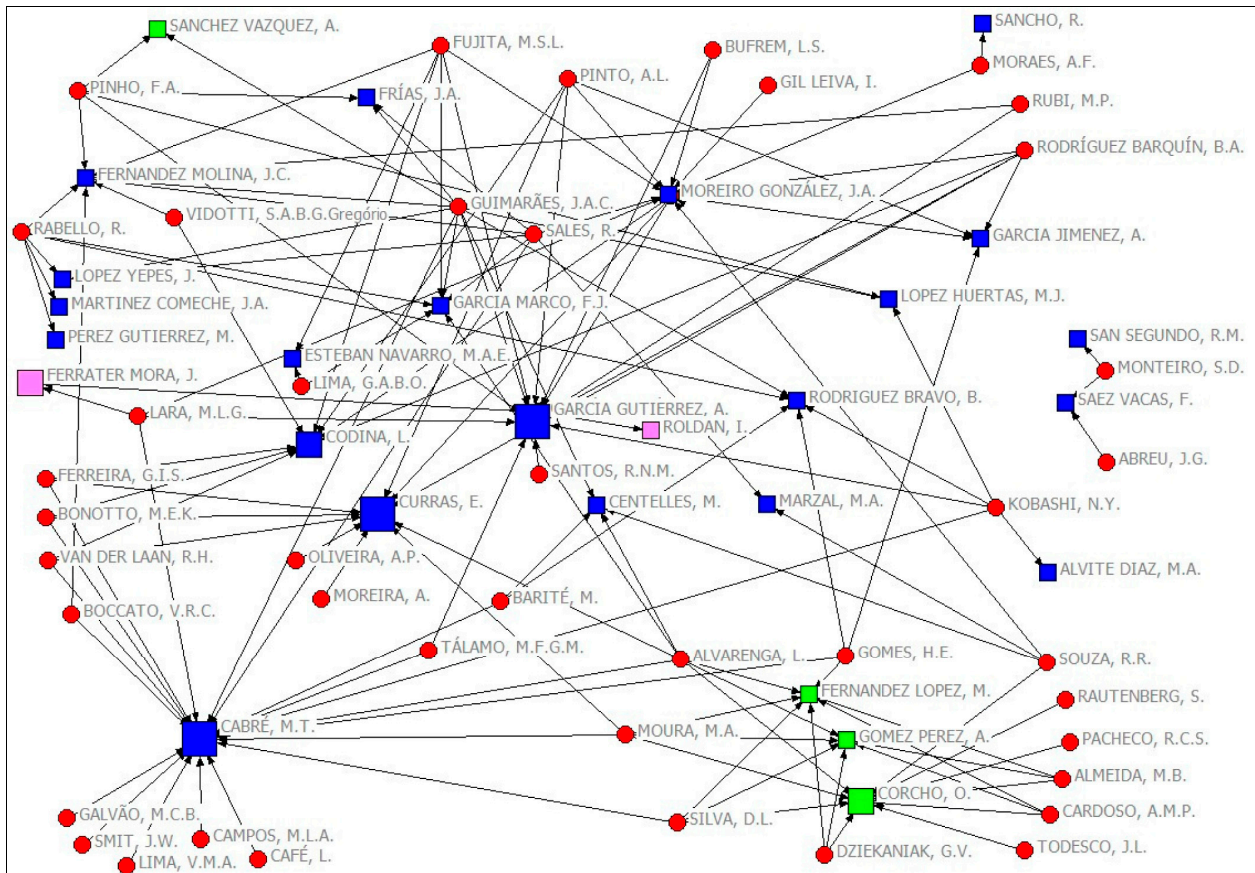 SANCHEZ VAZQUEZ, A.
FUJITA, M.S.L.
BUFREM, L.S.
SANCHO, R.
MORAES, A.F.
PINHO, F.A.
FRÍAS, J.A.
PINTO, A.L.
GIL LEIVA, I.
RUBI, M.P.
RODRÍGUEZ BARQUÍN, B.A.
FERNANDEZ MOLINA, J.C.
MOREIRO GONZÁLEZ, J.A.
VIDOTTI, S.A.B.G.Gregório
GUIMARÃES, J.A.C.
RABELLO, R.
SALES, R.
GARCIA JIMENEZ, A.
LOPEZ YEPES, J.
MARTINEZ COMECHE, J.A.
GARCIA MARCO, F.J.
LOPEZ HUERTAS, M.J.
PEREZ GUTIERREZ, M.
SAN SEGUNDO, R.M.
ESTEBAN NAVARRO, M.A.E.
MONTEIRO, S.D.
FERRATER MORA, J.
LIMA, G.A.B.O.
RODRIGUEZ BRAVO, B.
SAEZ VACAS, F.
LARA, M.L.G.
GARCIA GUTIERREZ, A.
ROLDAN, I.
CODINA, L.
ABREU, J.G.
FERREIRA, G.I.S.
SANTOS, R.N.M.
CURRAS, E.
CENTELLES, M.
MARZAL, M.A.
KOBASHI, N.Y.
BONOTTO, M.E.K.
VAN DER LAAN, R.H.
OLIVEIRA, A.P.
ALVITE DIAZ, M.A.
MOREIRA, A.
BARITÉ, M.
BOCCATO, V.R.C.
TÁLAMO, M.F.G.M.
ALVARENGA, L.
GOMES, H.E.
SOUZA, R.R.
FERNANDEZ LOPEZ, M.
RAUTENBERG, S.
CABRÉ, M.T.
MOURA, M.A.
GOMEZ PEREZ, A.
PACHECO, R.C.S.
ALMEIDA, M.B.
CORCHO, O.
CARDOSO, A.M.P.
GALVÃO, M.C.B.
SILVA, D.L.
SMIT, J.W.
CAMPOS, M.L.A.
TODESCO, J.L.
LIMA, V.M.A.
CAFÉ, L.
DZIEKANIAK, G.V.